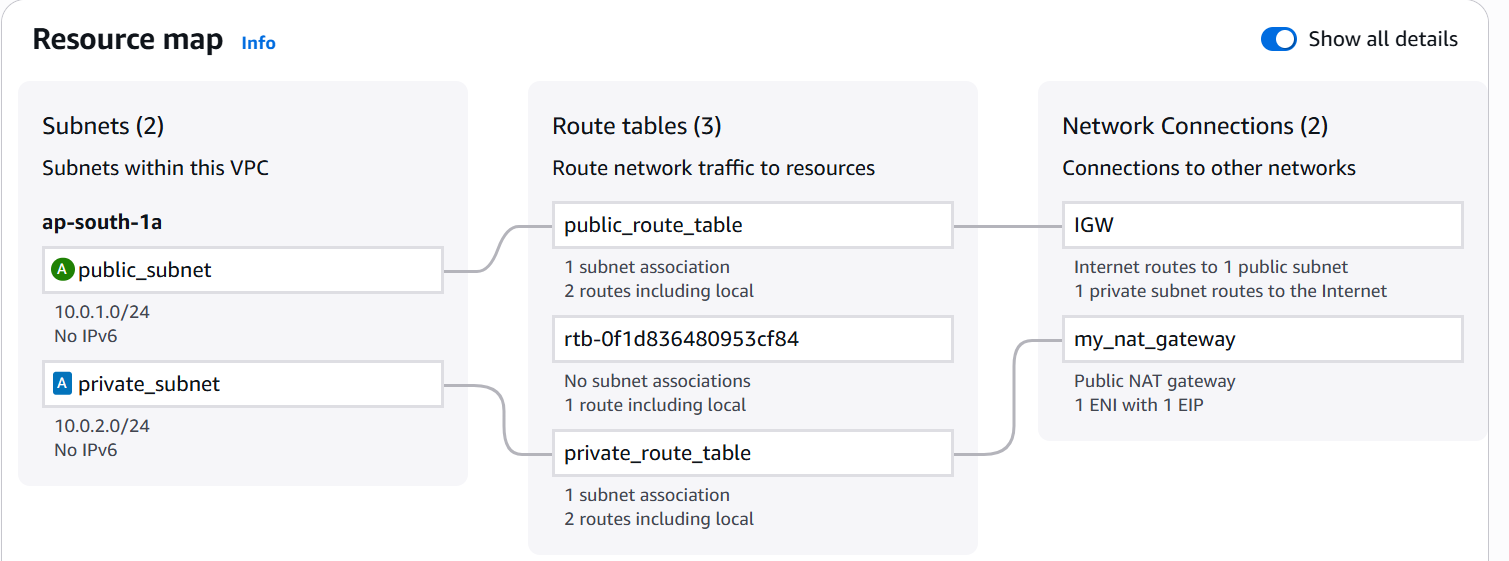 Resource map Info
Show all details
Subnets (2)
Subnets within this VPC
ap-south-1a
A public_subnet
10.0.1.0/24
No IPv6
A private_subnet
10.0.2.0/24
No IPv6
Route tables (3)
Route network traffic to resources
public_route_table
1 subnet association
2 routes including local
rtb-0f1d836480953cf84
No subnet associations
1 route including local
private_route_table
1 subnet association
2 routes including local
Network Connections (2)
Connections to other networks
IGW
Internet routes to 1 public subnet
1 private subnet routes to the Internet
my_nat_gateway
Public NAT gateway
1 ENI with 1 EIP